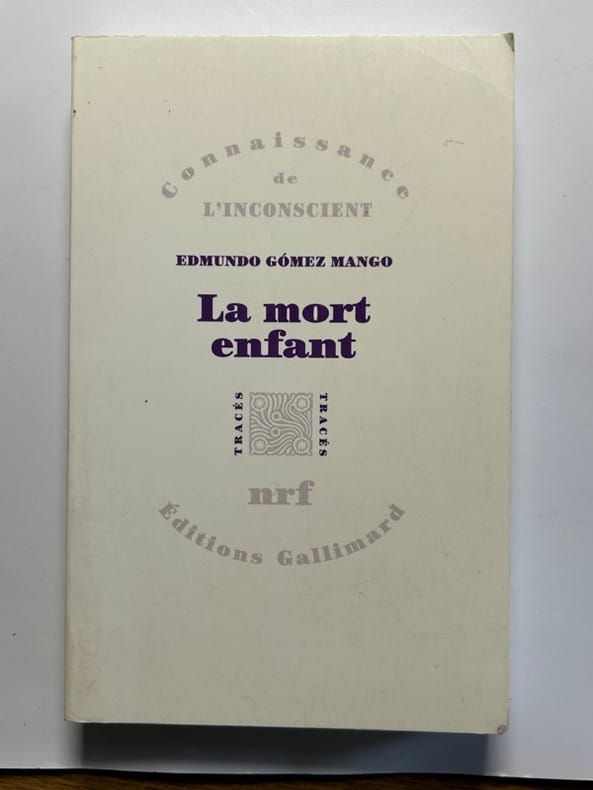 Connaissance
de
L'INCONSCIENT
EDMUNDO GÓMEZ MANGO
La mort
enfant
TRACÉS
TRACÉS
nrf
Éditions Gallimard